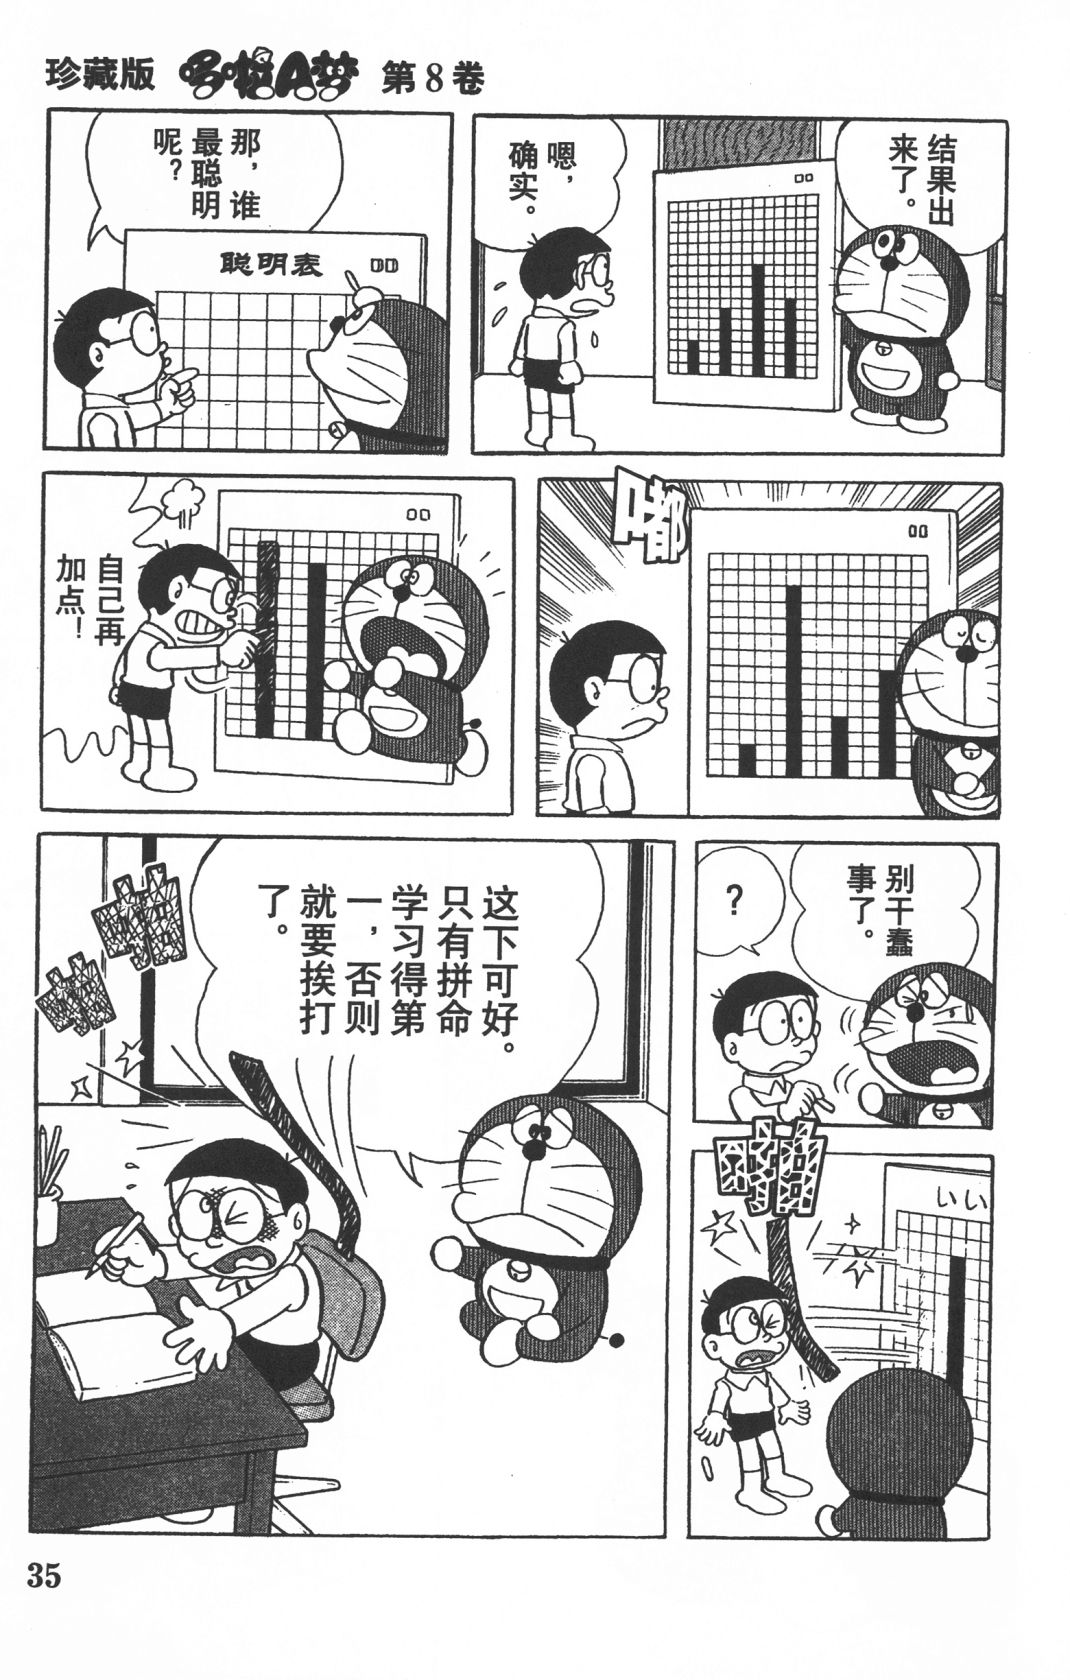 珍藏版 哆啦A梦 第8卷
结果出
来了。
嗯，
确实。
那，谁
最聪明
呢？
聪明表
嘟
自己再
加点！
别干蠢
事了。
？
いい
这下可好。
只有拼命
学习得第
一，否则
就要挨打
了。
35